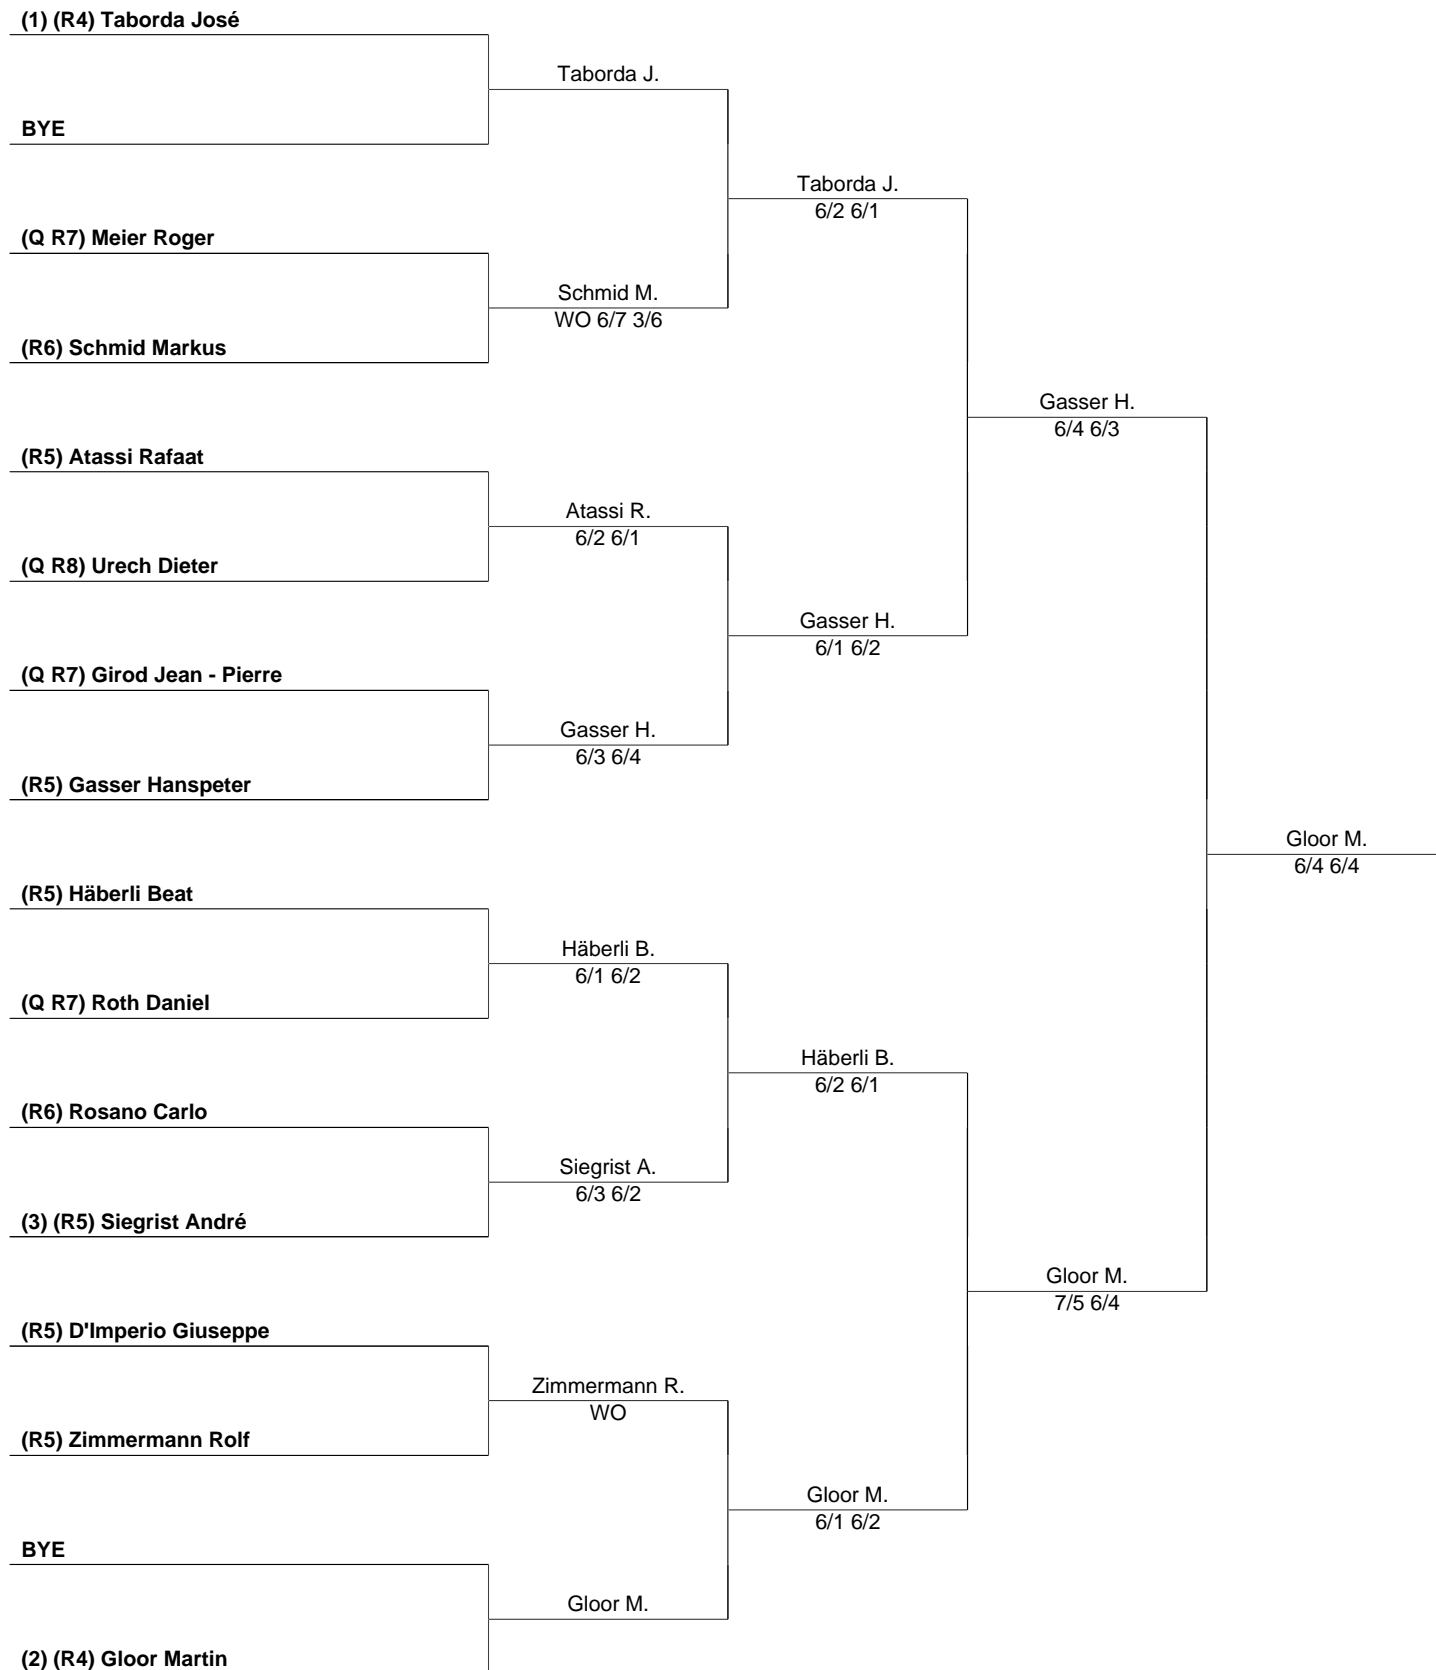 (1) (R4) Taborda José
Taborda J.
BYE
Taborda J.
6/2 6/1
(Q R7) Meier Roger
Schmid M.
WO 6/7 3/6
(R6) Schmid Markus
Gasser H.
6/4 6/3
(R5) Atassi Rafaat
Atassi R.
6/2 6/1
(Q R8) Urech Dieter
Gasser H.
6/1 6/2
(Q R7) Girod Jean - Pierre
Gasser H.
6/3 6/4
(R5) Gasser Hanspeter
Gloor M.
6/4 6/4
(R5) Häberli Beat
Häberli B.
6/1 6/2
(Q R7) Roth Daniel
Häberli B.
6/2 6/1
(R6) Rosano Carlo
Siegrist A.
6/3 6/2
(3) (R5) Siegrist André
Gloor M.
7/5 6/4
(R5) D'Imperio Giuseppe
Zimmermann R.
WO
(R5) Zimmermann Rolf
Gloor M.
6/1 6/2
BYE
Gloor M.
(2) (R4) Gloor Martin